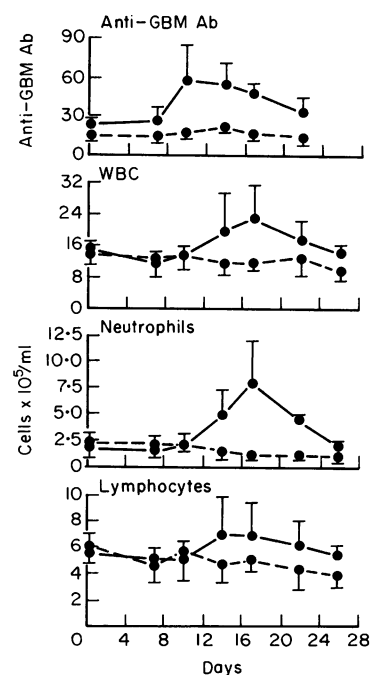 Anti-GBM Ab
90
60
30
0
Anti-GBM Ab
WBC
32
24
16
8
0
Neutrophils
12·5
10·0
7·5
5·0
2·5
0
Cells x 10⁵/ml
Lymphocytes
10
8
6
4
2
0 4 8 12 16 20 24 28
Days